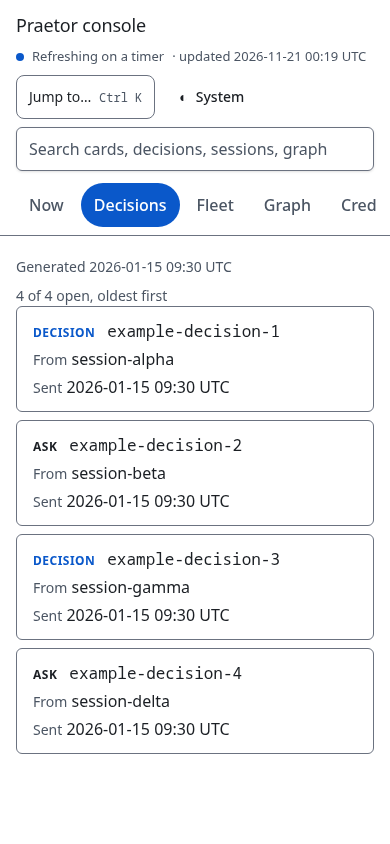 Praetor console
Refreshing on a timer · updated 2026-11-21 00:19 UTC
Jump to... Ctrl K System
Search cards, decisions, sessions, graph
Now Decisions Fleet Graph Cred
Generated 2026-01-15 09:30 UTC
4 of 4 open, oldest first
DECISION example-decision-1
From session-alpha
Sent 2026-01-15 09:30 UTC
ASK example-decision-2
From session-beta
Sent 2026-01-15 09:30 UTC
DECISION example-decision-3
From session-gamma
Sent 2026-01-15 09:30 UTC
ASK example-decision-4
From session-delta
Sent 2026-01-15 09:30 UTC